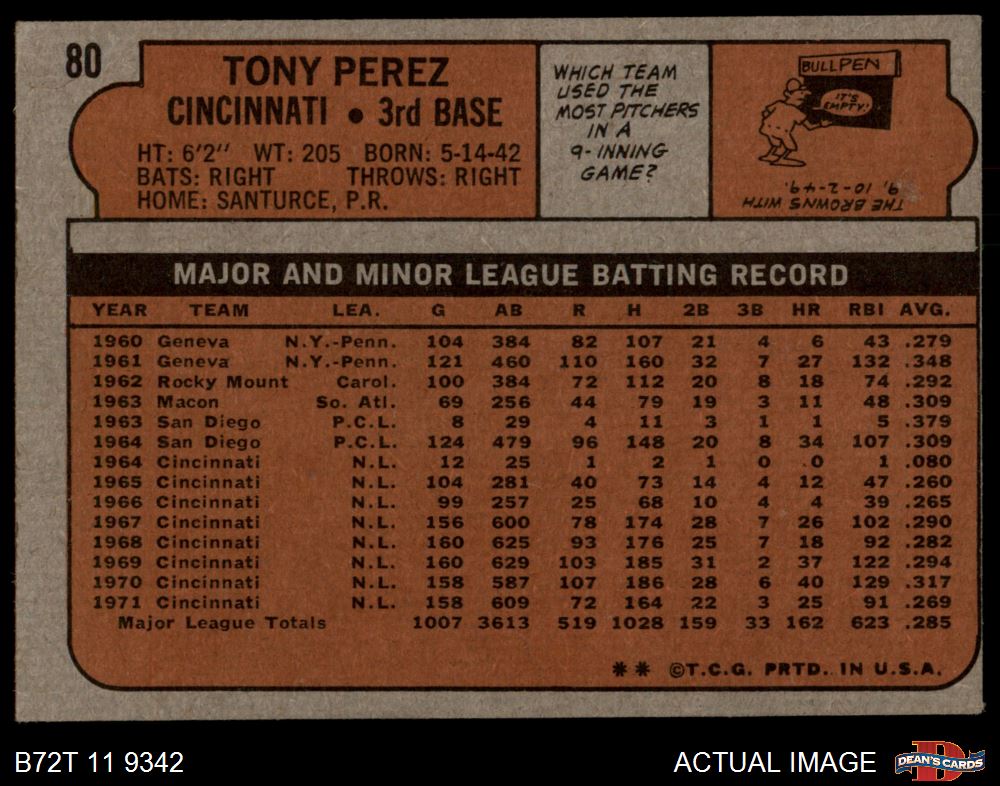 80
TONY PEREZ
CINCINNATI • 3rd BASE
HT: 6'2" WT: 205 BORN: 5-14-42
BATS: RIGHT THROWS: RIGHT
HOME: SANTURCE, P.R.
WHICH TEAM
USED THE
MOST PITCHERS
IN A
9-INNING
GAME?
BULLPEN
IT'S
EMPTY!
THE BROWNS WITH
9, 10-2-49.
MAJOR AND MINOR LEAGUE BATTING RECORD
YEAR TEAM LEA. G AB R H 2B 3B HR RBI AVG.
1960 Geneva N.Y.-Penn. 104 384 82 107 21 4 6 43 .279
1961 Geneva N.Y.-Penn. 121 460 110 160 32 7 27 132 .348
1962 Rocky Mount Carol. 100 384 72 112 20 8 18 74 .292
1963 Macon So. Atl. 69 256 44 79 19 3 11 48 .309
1963 San Diego P.C.L. 8 29 4 11 3 1 1 5 .379
1964 San Diego P.C.L. 124 479 96 148 20 8 34 107 .309
1964 Cincinnati N.L. 12 25 1 2 1 0 0 1 .080
1965 Cincinnati N.L. 104 281 40 73 14 4 12 47 .260
1966 Cincinnati N.L. 99 257 25 68 10 4 4 39 .265
1967 Cincinnati N.L. 156 600 78 174 28 7 26 102 .290
1968 Cincinnati N.L. 160 625 93 176 25 7 18 92 .282
1969 Cincinnati N.L. 160 629 103 185 31 2 37 122 .294
1970 Cincinnati N.L. 158 587 107 186 28 6 40 129 .317
1971 Cincinnati N.L. 158 609 72 164 22 3 25 91 .269
Major League Totals 1007 3613 519 1028 159 33 162 623 .285
** ©T.C.G. PRTD. IN U.S.A.
B72T 11 9342
ACTUAL IMAGE
D
DEAN'S CARDS